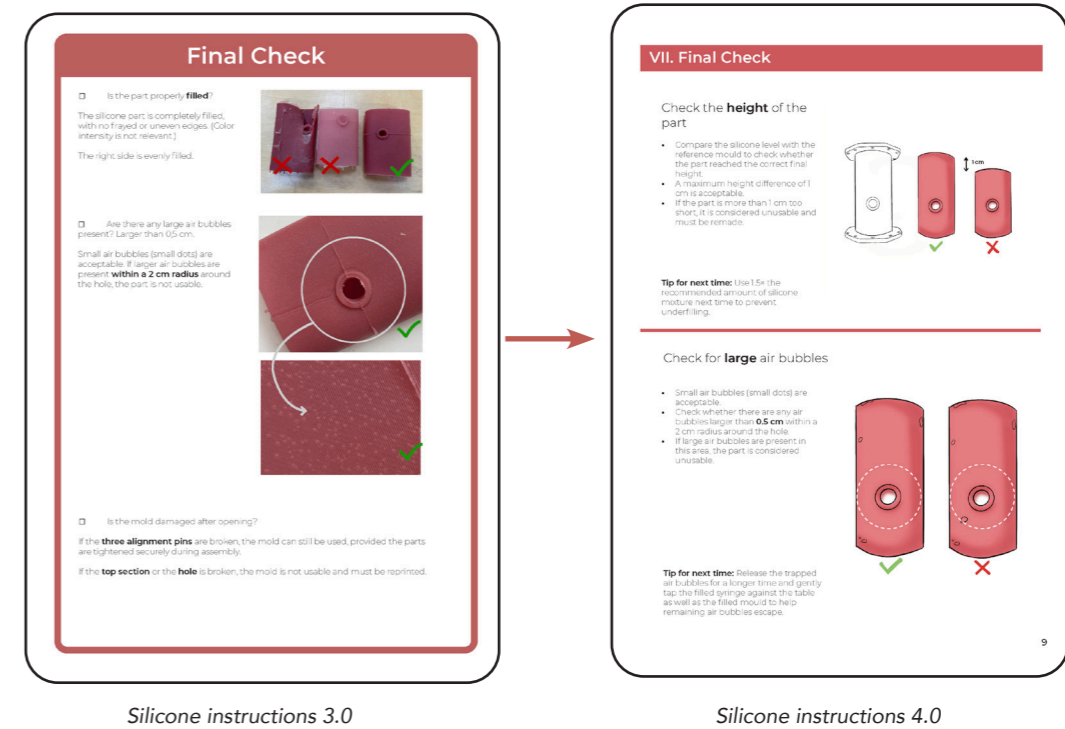 Final Check
Is the part properly filled?
The silicone part is completely filled,
with no frayed or uneven edges. (Color
intensity is not relevant.)
The right side is evenly filled.
Are there any large air bubbles
present? Larger than 0,5 cm.
Small air bubbles (small dots) are
acceptable. If larger air bubbles are
present within a 2 cm radius around
the hole, the part is not usable.
Is the mold damaged after opening?
If the three alignment pins are broken, the mold can still be used, provided the parts
are tightened securely during assembly.
If the top section or the hole is broken, the mold is not usable and must be reprinted.
Silicone instructions 3.0
VII. Final Check
Check the height of the
part
• Compare the silicone level with the
reference mould to check whether
the part reached the correct final
height.
• A maximum height difference of 1
cm is acceptable.
• If the part is more than 1 cm too
short, it is considered unusable and
must be remade.
1 cm
Tip for next time: Use 1.5× the
recommended amount of silicone
mixture next time to prevent
underfilling.
Check for large air bubbles
• Small air bubbles (small dots) are
acceptable.
• Check whether there are any air
bubbles larger than 0.5 cm within a
2 cm radius around the hole.
• If large air bubbles are present in
this area, the part is considered
unusable.
Tip for next time: Release the trapped
air bubbles for a longer time and gently
tap the filled syringe against the table
as well as the filled mould to help
remaining air bubbles escape.
9
Silicone instructions 4.0